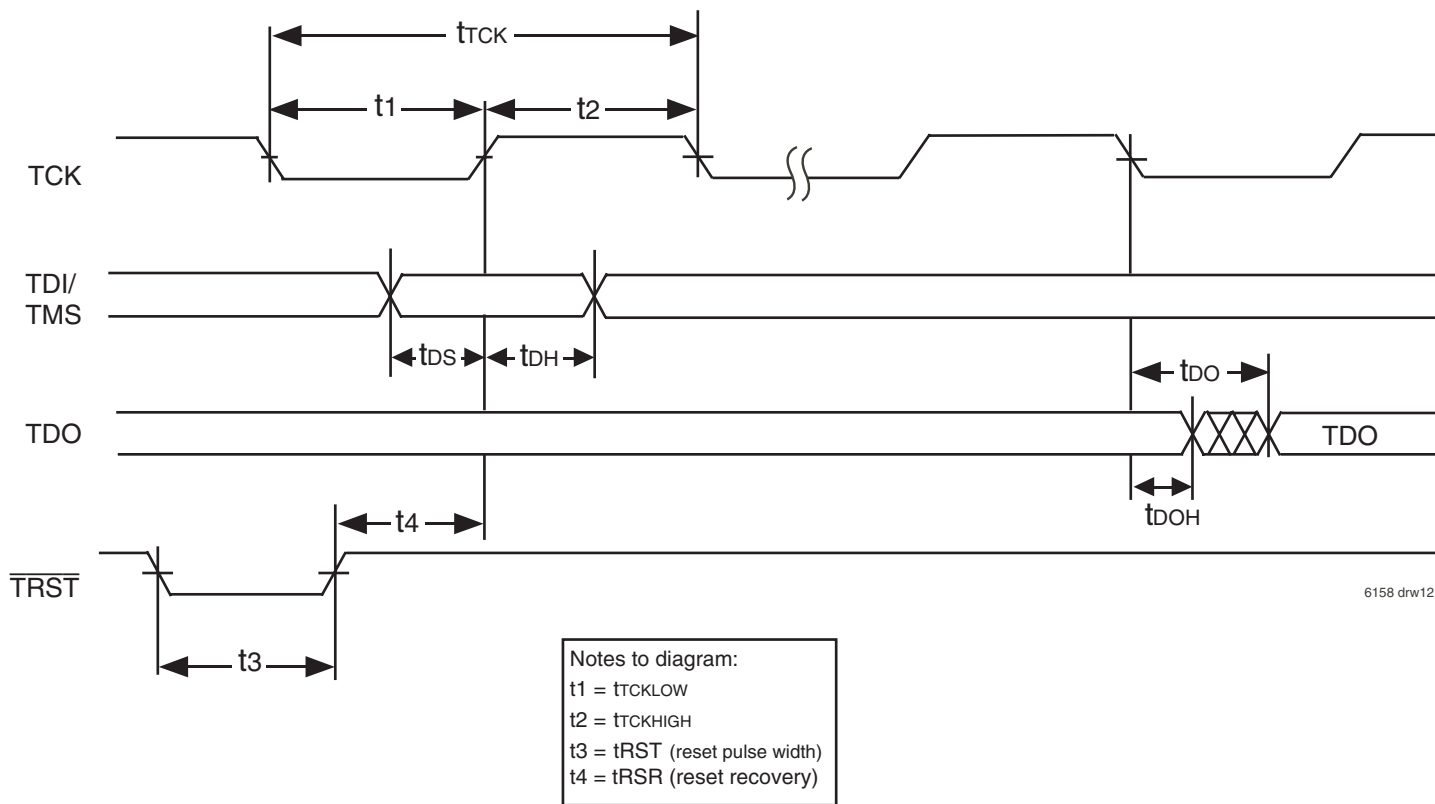 tTCK
t1
t2
TCK
TDI/
TMS
tDS
tDH
tDO
TDO
TDO
tDOH
t4
TRST
6158 drw12
t3
Notes to diagram:
t1 = tTCKLOW
t2 = tTCKHIGH
t3 = tRST (reset pulse width)
t4 = tRSR (reset recovery)